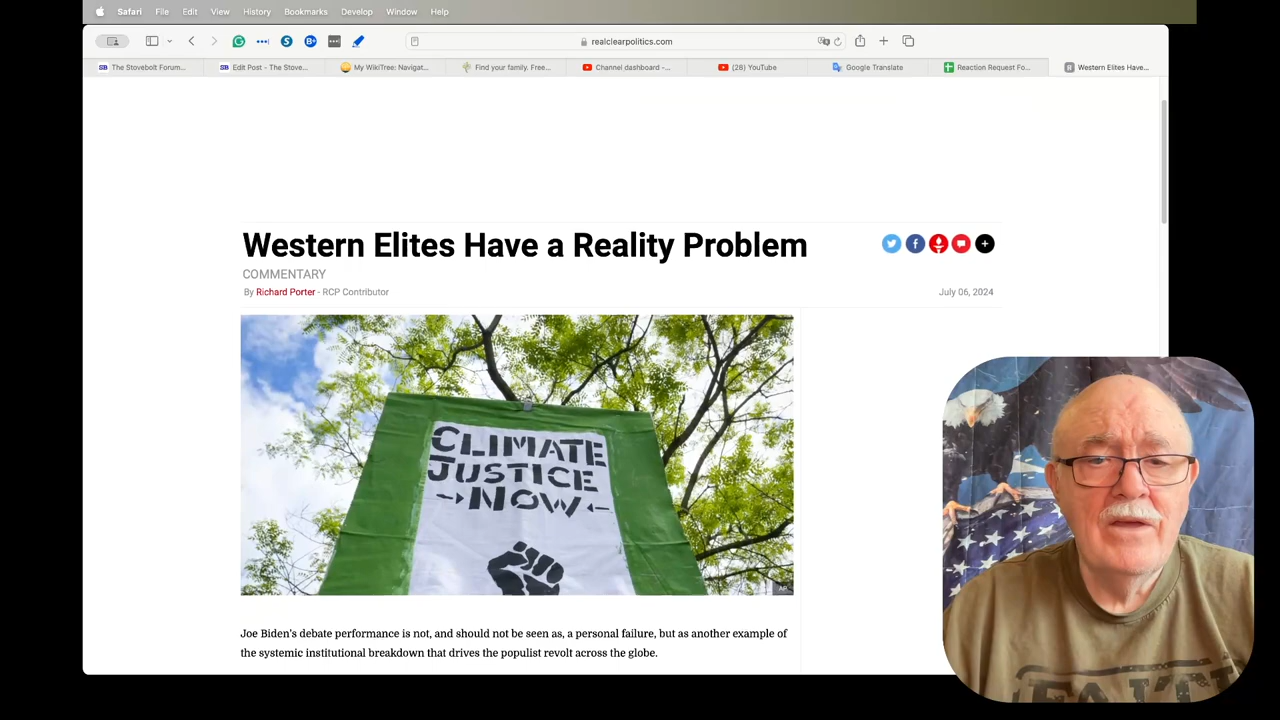 Safari File Edit View History Bookmarks Develop Window Help
realclearpolitics.com
The Stovebolt Forum... Edit Post - The Stove... My WikiTree: Navigat... Find your family. Free... Channel dashboard -... (28) YouTube Google Translate Reaction Request Fo... Western Elites Have...
Western Elites Have a Reality Problem
COMMENTARY
By Richard Porter - RCP Contributor July 06, 2024
CLIMATE
JUSTICE
NOW
AP
Joe Biden's debate performance is not, and should not be seen as, a personal failure, but as another example of
the systemic institutional breakdown that drives the populist revolt across the globe.